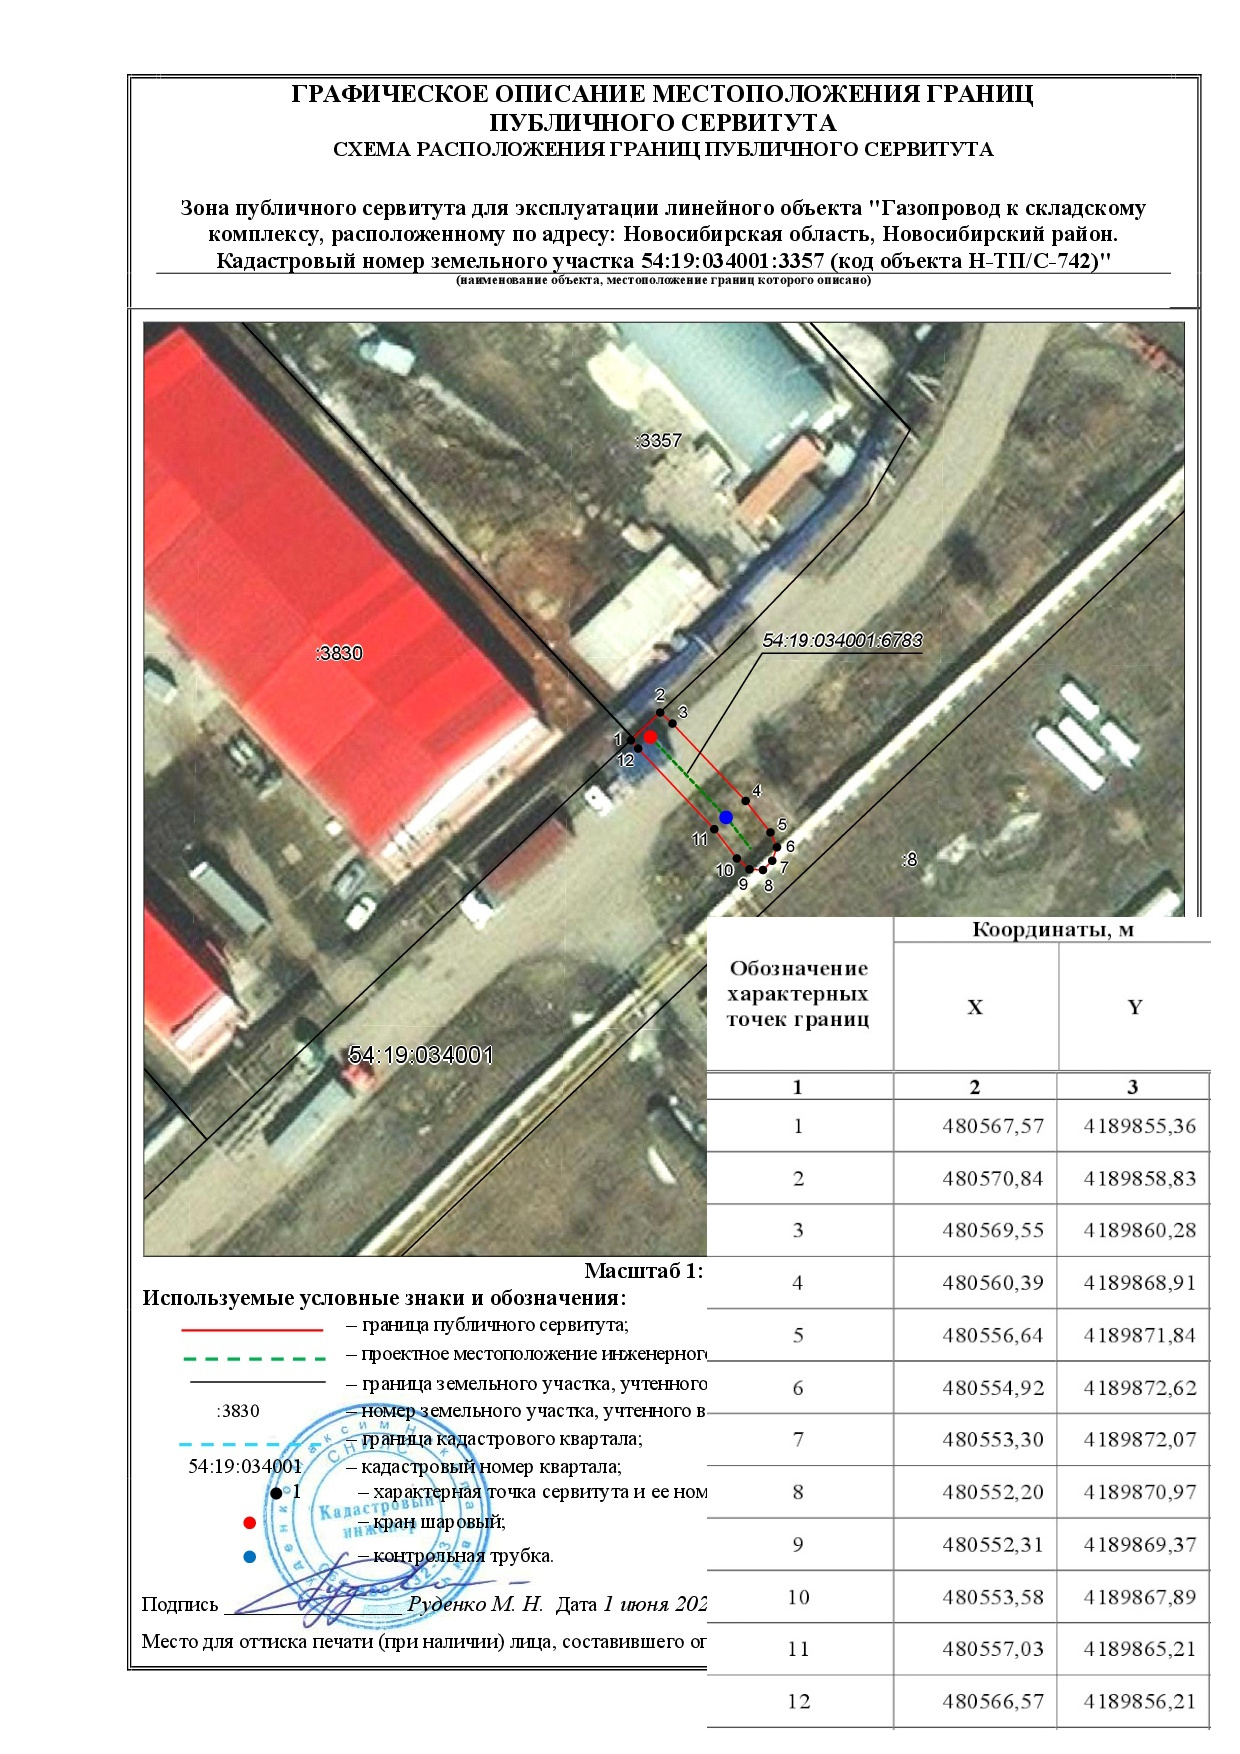 ГРАФИЧЕСКОЕ ОПИСАНИЕ МЕСТОПОЛОЖЕНИЯ ГРАНИЦ
ПУБЛИЧНОГО СЕРВИТУТА
СХЕМА РАСПОЛОЖЕНИЯ ГРАНИЦ ПУБЛИЧНОГО СЕРВИТУТА
Зона публичного сервитута для эксплуатации линейного объекта "Газопровод к складскому
комплексу, расположенному по адресу: Новосибирская область, Новосибирский район.
Кадастровый номер земельного участка 54:19:034001:3357 (код объекта Н-ТП/С-742)"
(наименование объекта, местоположение границ которого описано)
:3357
54:19:034001:6783
:3830
2
3
1
12
4
5
11
6
10
7
9
8
:8
54:19:034001
Масштаб 1:
Используемые условные знаки и обозначения:
– граница публичного сервитута;
– проектное местоположение инженерного
– граница земельного участка, учтенного
:3830 – номер земельного участка, учтенного в
– граница кадастрового квартала;
54:19:034001 – кадастровый номер квартала;
1 – характерная точка сервитута и ее ном
– кран шаровый;
– контрольная трубка.
СНИЛС
Кадастровый
инженер
Подпись Руденко М. Н. Дата 1 июня 202
Место для оттиска печати (при наличии) лица, составившего оп
Обозначение характерных точек границ Координаты, м
X Y
1 2 3
1 480567,57 4189855,36
2 480570,84 4189858,83
3 480569,55 4189860,28
4 480560,39 4189868,91
5 480556,64 4189871,84
6 480554,92 4189872,62
7 480553,30 4189872,07
8 480552,20 4189870,97
9 480552,31 4189869,37
10 480553,58 4189867,89
11 480557,03 4189865,21
12 480566,57 4189856,21